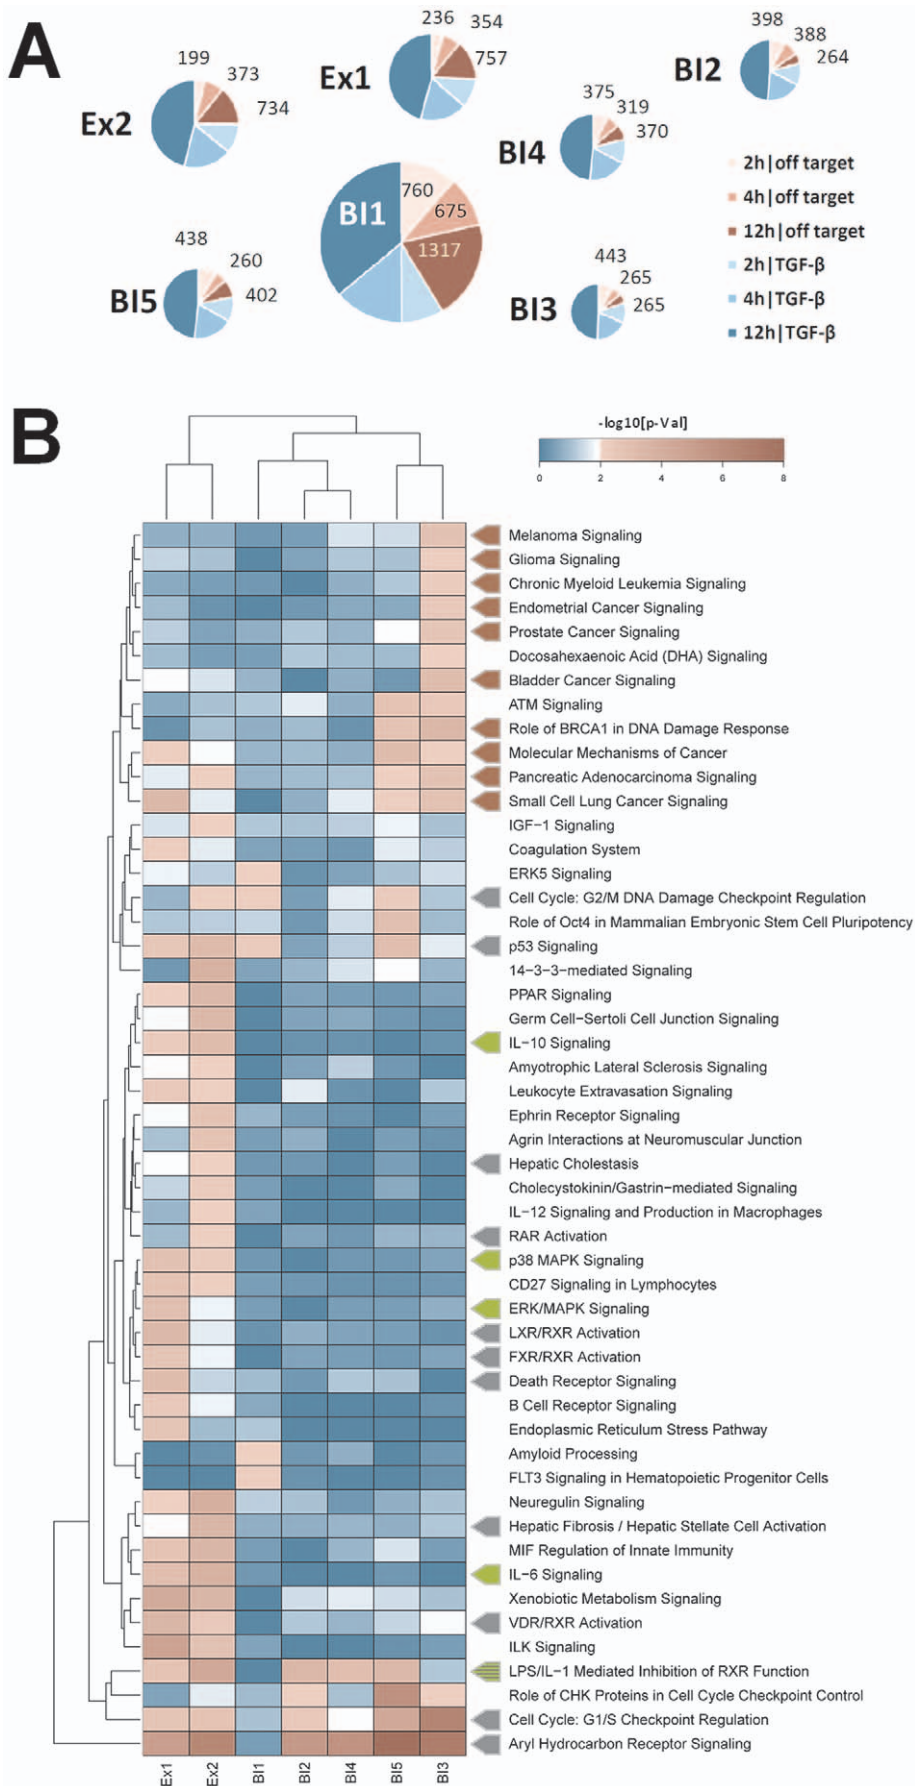 A
199
373
734
Ex2
236
354
757
Ex1
398
388
264
BI2
375
319
370
BI4
760
675
1317
BI1
438
260
402
BI5
443
265
265
BI3
2h|off target
4h|off target
12h|off target
2h|TGF-β
4h|TGF-β
12h|TGF-β
B
-log10[p-Val]
0 2 4 6 8
Melanoma Signaling
Glioma Signaling
Chronic Myeloid Leukemia Signaling
Endometrial Cancer Signaling
Prostate Cancer Signaling
Docosahexaenoic Acid (DHA) Signaling
Bladder Cancer Signaling
ATM Signaling
Role of BRCA1 in DNA Damage Response
Molecular Mechanisms of Cancer
Pancreatic Adenocarcinoma Signaling
Small Cell Lung Cancer Signaling
IGF−1 Signaling
Coagulation System
ERK5 Signaling
Cell Cycle: G2/M DNA Damage Checkpoint Regulation
Role of Oct4 in Mammalian Embryonic Stem Cell Pluripotency
p53 Signaling
14−3−3−mediated Signaling
PPAR Signaling
Germ Cell−Sertoli Cell Junction Signaling
IL−10 Signaling
Amyotrophic Lateral Sclerosis Signaling
Leukocyte Extravasation Signaling
Ephrin Receptor Signaling
Agrin Interactions at Neuromuscular Junction
Hepatic Cholestasis
Cholecystokinin/Gastrin−mediated Signaling
IL−12 Signaling and Production in Macrophages
RAR Activation
p38 MAPK Signaling
CD27 Signaling in Lymphocytes
ERK/MAPK Signaling
LXR/RXR Activation
FXR/RXR Activation
Death Receptor Signaling
B Cell Receptor Signaling
Endoplasmic Reticulum Stress Pathway
Amyloid Processing
FLT3 Signaling in Hematopoietic Progenitor Cells
Neuregulin Signaling
Hepatic Fibrosis / Hepatic Stellate Cell Activation
MIF Regulation of Innate Immunity
IL−6 Signaling
Xenobiotic Metabolism Signaling
VDR/RXR Activation
ILK Signaling
LPS/IL−1 Mediated Inhibition of RXR Function
Role of CHK Proteins in Cell Cycle Checkpoint Control
Cell Cycle: G1/S Checkpoint Regulation
Aryl Hydrocarbon Receptor Signaling
Ex1 Ex2 BI1 BI2 BI4 BI5 BI3